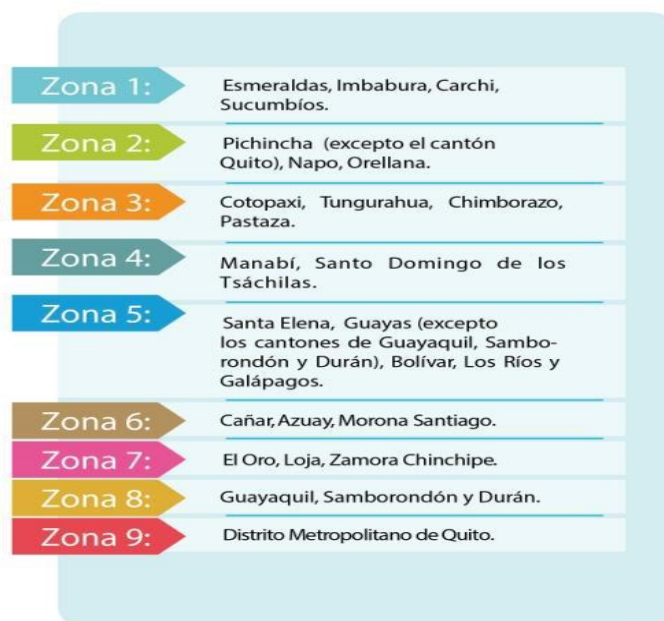 Zona 1:
Esmeraldas, Imbabura, Carchi,
Sucumbíos.
Zona 2:
Pichincha (excepto el cantón
Quito), Napo, Orellana.
Zona 3:
Cotopaxi, Tungurahua, Chimborazo,
Pastaza.
Zona 4:
Manabí, Santo Domingo de los
Tsáchilas.
Zona 5:
Santa Elena, Guayas (excepto
los cantones de Guayaquil, Sambo-
rondón y Durán), Bolívar, Los Ríos y
Galápagos.
Zona 6:
Cañar, Azuay, Morona Santiago.
Zona 7:
El Oro, Loja, Zamora Chinchipe.
Zona 8:
Guayaquil, Samborondón y Durán.
Zona 9:
Distrito Metropolitano de Quito.